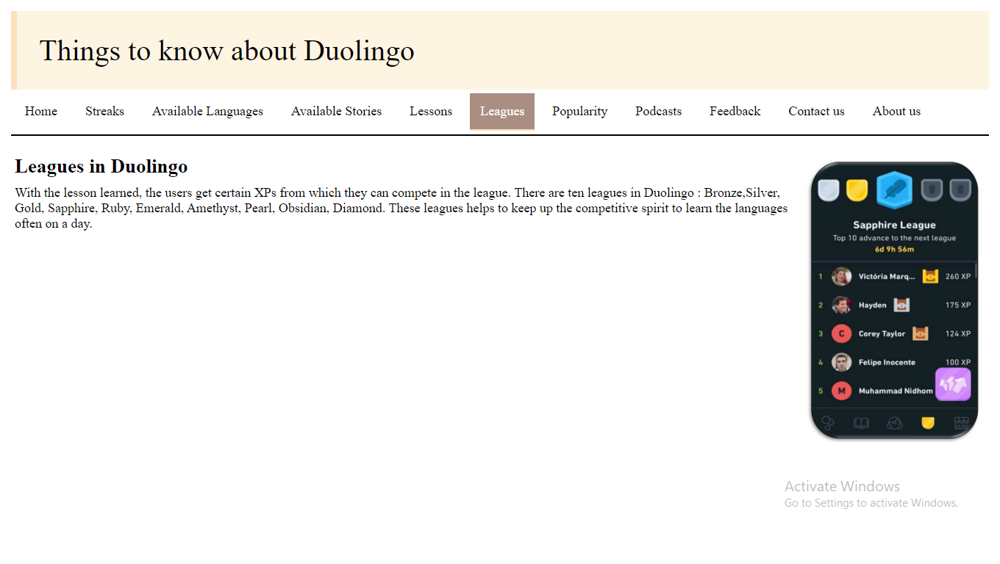 Things to know about Duolingo
Home Streaks Available Languages Available Stories Lessons Leagues Popularity Podcasts Feedback Contact us About us
Leagues in Duolingo
With the lesson learned, the users get certain XPs from which they can compete in the league. There are ten leagues in Duolingo : Bronze,Silver,
Gold, Sapphire, Ruby, Emerald, Amethyst, Pearl, Obsidian, Diamond. These leagues helps to keep up the competitive spirit to learn the languages
often on a day.
Sapphire League
Top 10 advance to the next league
6d 9h 56m
1 Victória Marq... 260 XP
2 Hayden 175 XP
3 C Corey Taylor 124 XP
4 Felipe Inocente 100 XP
5 M Muhammad Nidhom
Activate Windows
Go to Settings to activate Windows.